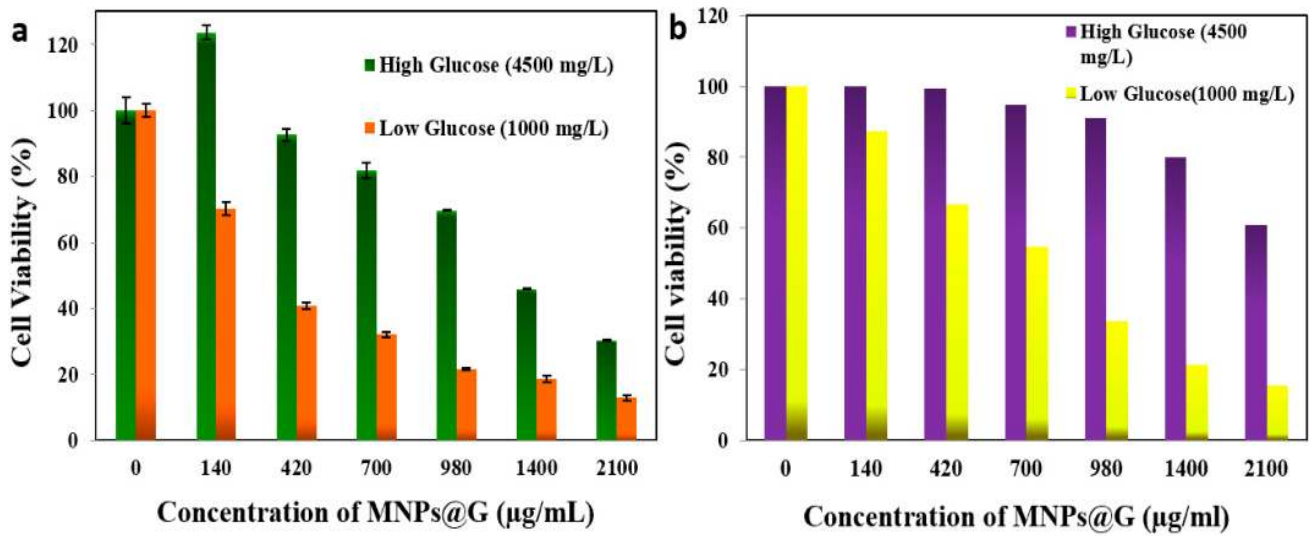 a
Cell Viability (%)
120
100
80
60
40
20
0
High Glucose (4500 mg/L)
Low Glucose (1000 mg/L)
0 140 420 700 980 1400 2100
Concentration of MNPs@G (µg/mL)
b
Cell viability (%)
120
100
80
60
40
20
0
High Glucose (4500
mg/L)
Low Glucose(1000 mg/L)
0 140 420 700 980 1400 2100
Concentration of MNPs@G (µg/ml)